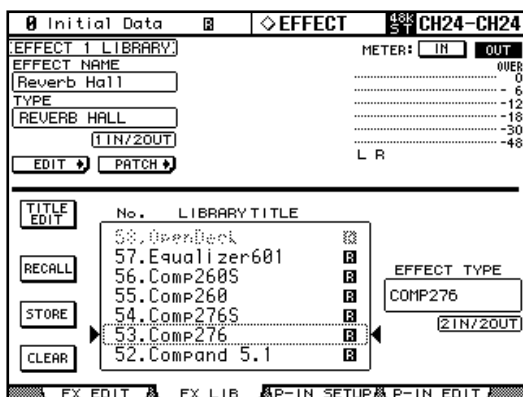 0 Initial Data R ◇EFFECT 48K ST CH24-CH24
EFFECT 1 LIBRARY
METER: IN OUT
EFFECT NAME
Reverb Hall
OVER
0
6
12
18
30
48
L R
TYPE
REVERB HALL
1IN/2OUT
EDIT PATCH
TITLE EDIT
RECALL
STORE
CLEAR
No. LIBRARY TITLE
58.OpenDeck R
57.Equalizer601 R
56.Comp260S R
55.Comp260 R
54.Comp276S R
53.Comp276 R
52.Compand 5.1 R
EFFECT TYPE
COMP276
2IN/2OUT
FX EDIT FX LIB P-IN SETUP P-IN EDIT